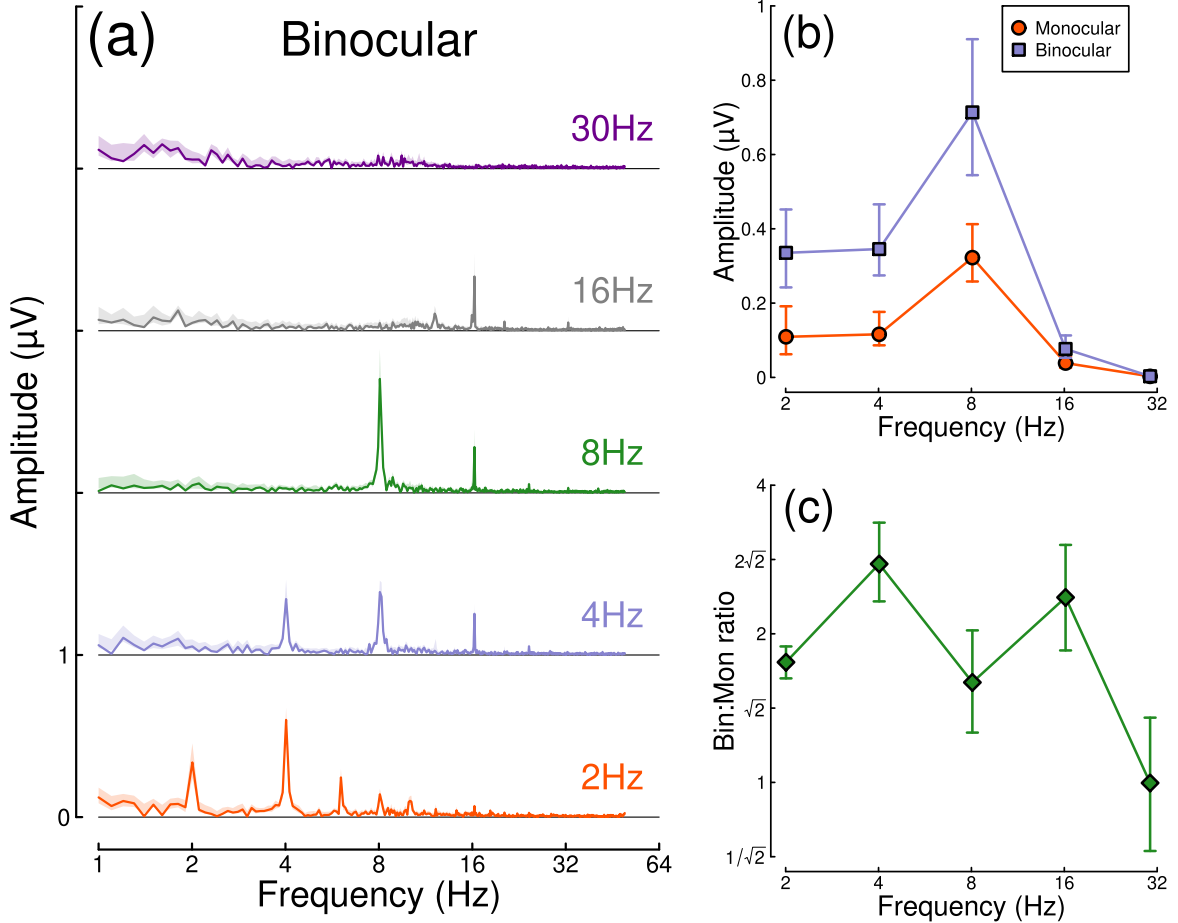 (a)
Binocular
30Hz
16Hz
8Hz
4Hz
2Hz
Amplitude (µV)
1
0
1 2 4 8 16 32 64
Frequency (Hz)
(b)
Monocular
Binocular
Amplitude (µV)
1
0.8
0.6
0.4
0.2
0
2 4 8 16 32
Frequency (Hz)
(c)
Bin:Mon ratio
4
2√2
2
√2
1
1/√2
2 4 8 16 32
Frequency (Hz)